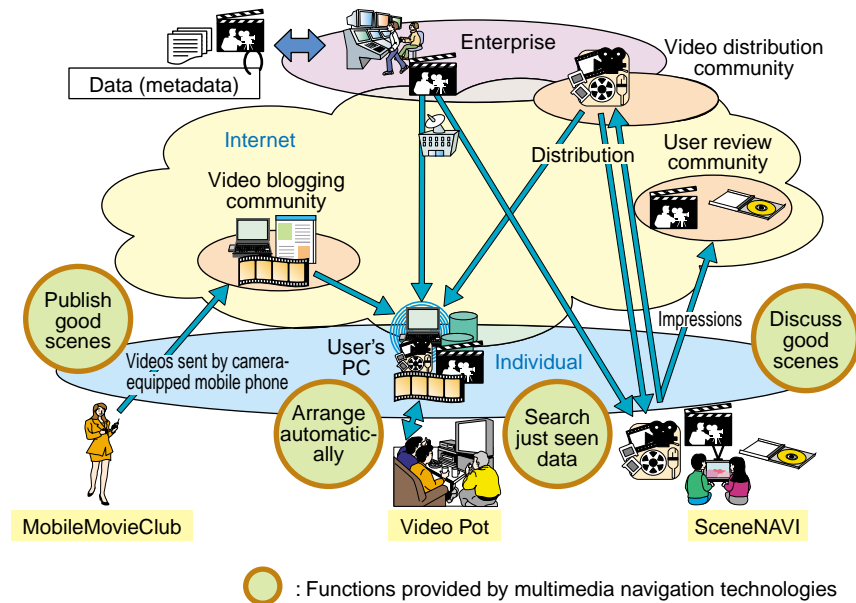 Enterprise
Video distribution
community
Data (metadata)
Internet
Distribution
User review
community
Video blogging
community
Publish
good
scenes
Impressions
Discuss
good
scenes
User's
PC
Individual
Videos sent by camera-
equipped mobile phone
Arrange
automatic-
ally
Search
just seen
data
MobileMovieClub
Video Pot
SceneNAVI
: Functions provided by multimedia navigation technologies